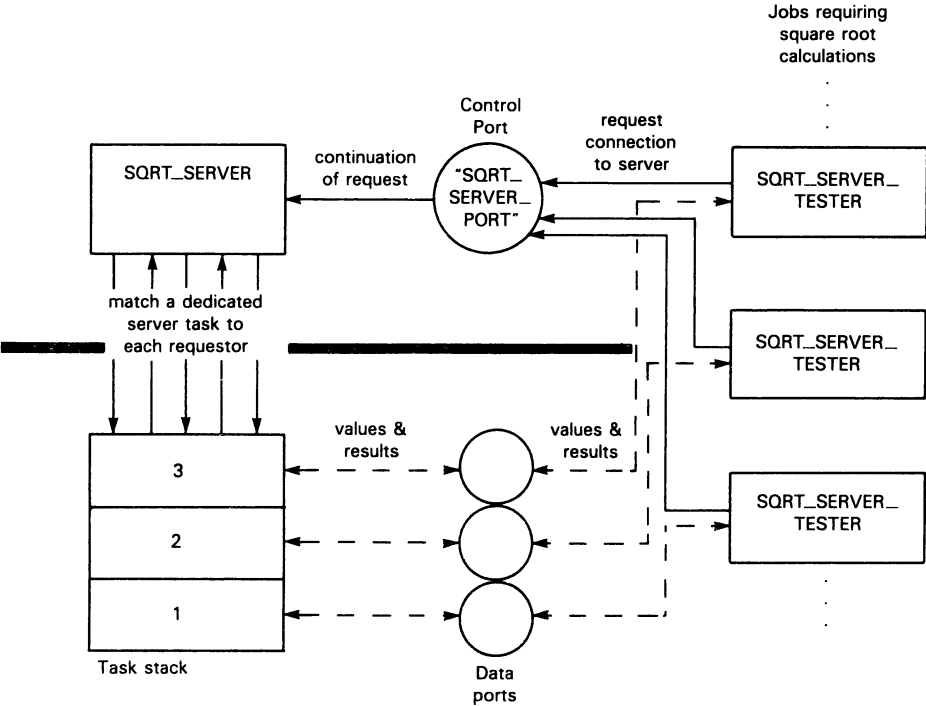 Jobs requiring
square root
calculations
Control
Port
request
connection
to server
continuation
of request
SQRT_SERVER
"SQRT_
SERVER_
PORT"
SQRT_SERVER_
TESTER
match a dedicated
server task to
each requestor
SQRT_SERVER_
TESTER
values &
results
values &
results
3
SQRT_SERVER_
TESTER
2
1
Task stack
Data
ports